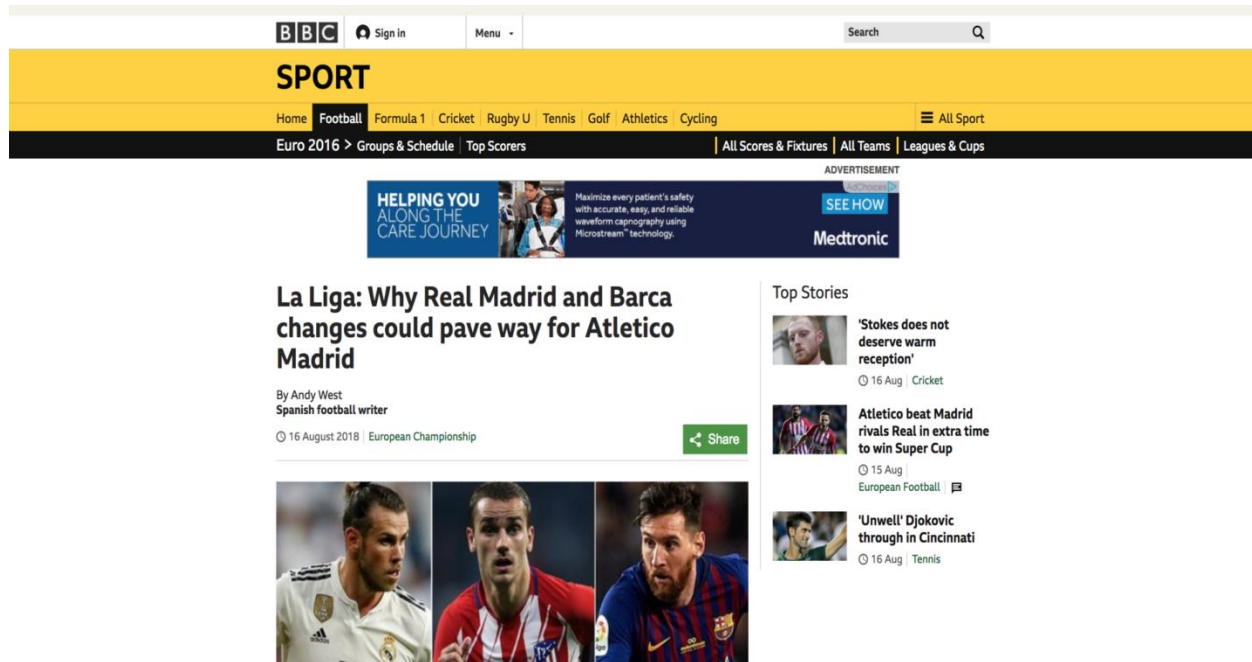 BBC Sign in Menu Search
SPORT
Home Football Formula 1 Cricket Rugby U Tennis Golf Athletics Cycling All Sport
Euro 2016 > Groups & Schedule Top Scorers All Scores & Fixtures All Teams Leagues & Cups
ADVERTISEMENT
AdChoices
HELPING YOU
ALONG THE
CARE JOURNEY
Maximize every patient's safety
with accurate, easy, and reliable
waveform capnography using
Microstream™ technology.
SEE HOW
Medtronic
La Liga: Why Real Madrid and Barca
changes could pave way for Atletico
Madrid
By Andy West
Spanish football writer
16 August 2018 European Championship
Share
Top Stories
'Stokes does not
deserve warm
reception'
16 Aug Cricket
Atletico beat Madrid
rivals Real in extra time
to win Super Cup
15 Aug
European Football
'Unwell' Djokovic
through in Cincinnati
16 Aug Tennis
adidas